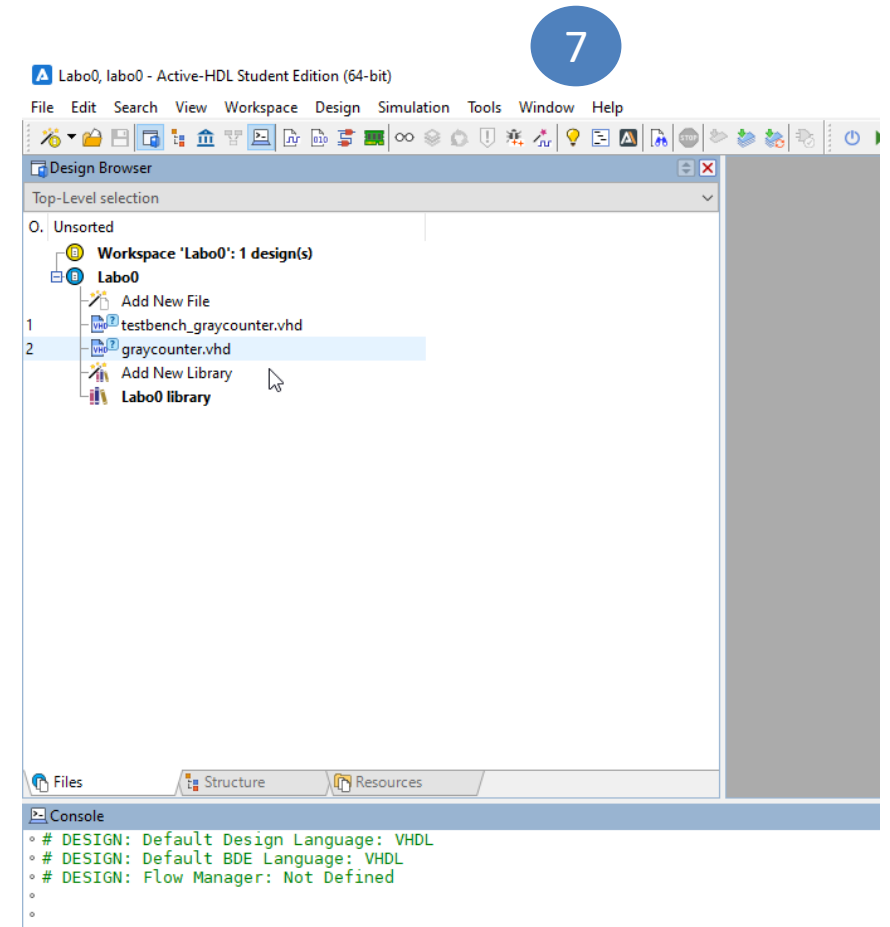 7
Labo0, labo0 - Active-HDL Student Edition (64-bit)
File Edit Search View Workspace Design Simulation Tools Window Help
Design Browser
Top-Level selection
O. Unsorted
Workspace 'Labo0': 1 design(s)
Labo0
Add New File
1 testbench_graycounter.vhd
2 graycounter.vhd
Add New Library
Labo0 library
Files Structure Resources
Console
# DESIGN: Default Design Language: VHDL
# DESIGN: Default BDE Language: VHDL
# DESIGN: Flow Manager: Not Defined